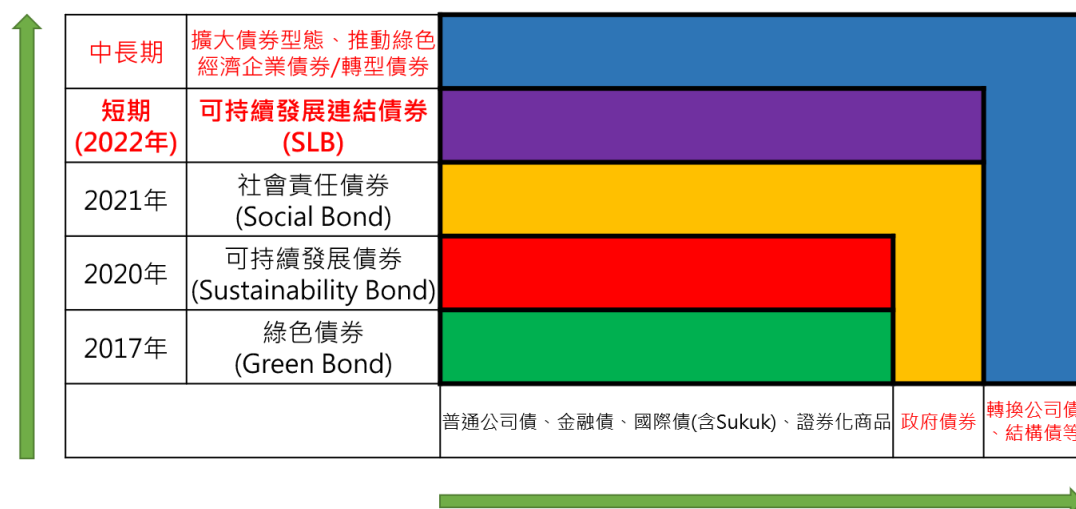 中長期
擴大債券型態、推動綠色
經濟企業債券/轉型債券
短期
(2022年)
可持續發展連結債券
(SLB)
2021年
社會責任債券
(Social Bond)
2020年
可持續發展債券
(Sustainability Bond)
2017年
綠色債券
(Green Bond)
普通公司債、金融債、國際債(含Sukuk)、證券化商品
政府債券
轉換公司債
、結構債等